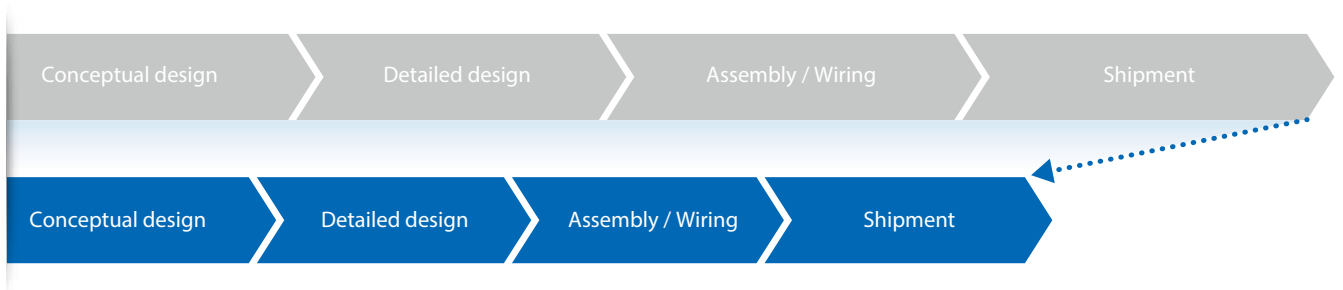 Conceptual design
Detailed design
Assembly / Wiring
Shipment
Conceptual design
Detailed design
Assembly / Wiring
Shipment